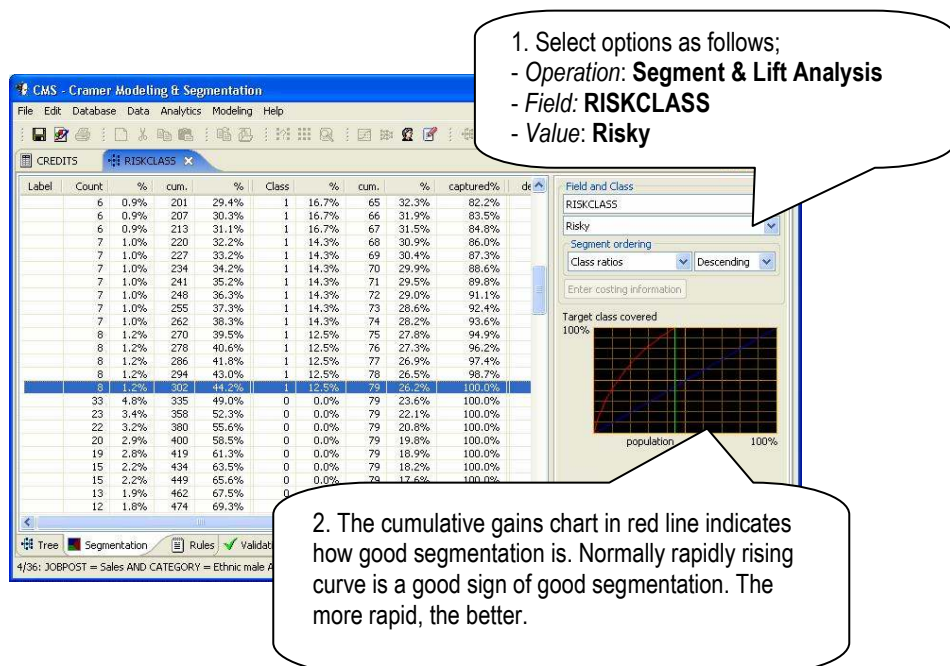 1. Select options as follows;
- Operation: Segment & Lift Analysis
- Field: RISKCLASS
- Value: Risky
CMS - Cramer Modeling & Segmentation
File Edit Database Data Analytics Modeling Help
CREDITS RISKCLASS
Label Count % cum. % Class % cum. % captured% de
6 0.9% 201 29.4% 1 16.7% 65 32.3% 82.2%
6 0.9% 207 30.3% 1 16.7% 66 31.9% 83.5%
6 0.9% 213 31.1% 1 16.7% 67 31.5% 84.8%
7 1.0% 220 32.2% 1 14.3% 68 30.9% 86.0%
7 1.0% 227 33.2% 1 14.3% 69 30.4% 87.3%
7 1.0% 234 34.2% 1 14.3% 70 29.9% 88.6%
7 1.0% 241 35.2% 1 14.3% 71 29.5% 89.8%
7 1.0% 248 36.3% 1 14.3% 72 29.0% 91.1%
7 1.0% 255 37.3% 1 14.3% 73 28.6% 92.4%
7 1.0% 262 38.3% 1 14.3% 74 28.2% 93.6%
8 1.2% 270 39.5% 1 12.5% 75 27.8% 94.9%
8 1.2% 278 40.6% 1 12.5% 76 27.3% 96.2%
8 1.2% 286 41.8% 1 12.5% 77 26.9% 97.4%
8 1.2% 294 43.0% 1 12.5% 78 26.5% 98.7%
8 1.2% 302 44.2% 1 12.5% 79 26.2% 100.0%
33 4.8% 335 49.0% 0 0.0% 79 23.6% 100.0%
23 3.4% 358 52.3% 0 0.0% 79 22.1% 100.0%
22 3.2% 380 55.6% 0 0.0% 79 20.8% 100.0%
20 2.9% 400 58.5% 0 0.0% 79 19.8% 100.0%
19 2.8% 419 61.3% 0 0.0% 79 18.9% 100.0%
15 2.2% 434 63.5% 0 0.0% 79 18.2% 100.0%
15 2.2% 449 65.6% 0 0.0% 79 17.6% 100.0%
13 1.9% 462 67.5% 0
12 1.8% 474 69.3%
Field and Class
RISKCLASS
Risky
Segment ordering
Class ratios Descending
Enter costing information
Target class covered
100%
population 100%
Tree Segmentation Rules Validat
4/36: JOBPOST = Sales AND CATEGORY = Ethnic male A
2. The cumulative gains chart in red line indicates
how good segmentation is. Normally rapidly rising
curve is a good sign of good segmentation. The
more rapid, the better.